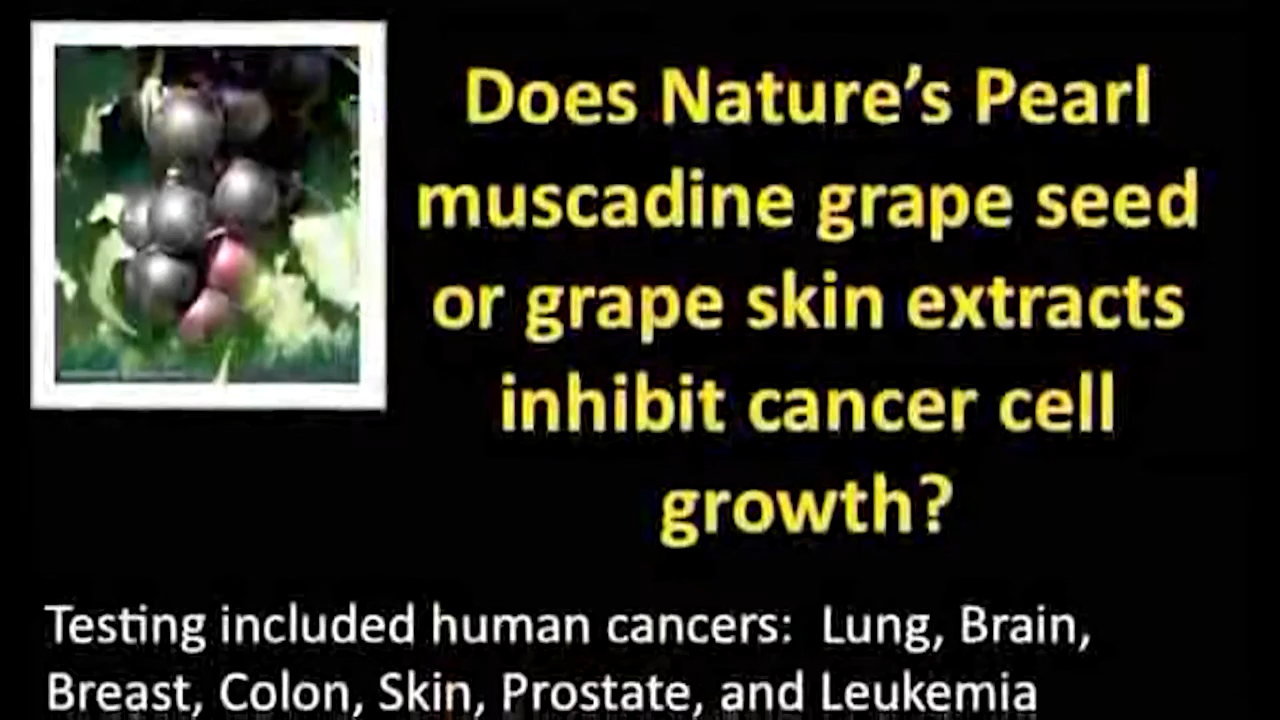 Does Nature’s Pearl
muscadine grape seed
or grape skin extracts
inhibit cancer cell
growth?
Testing included human cancers:  Lung, Brain,
Breast, Colon, Skin, Prostate, and Leukemia